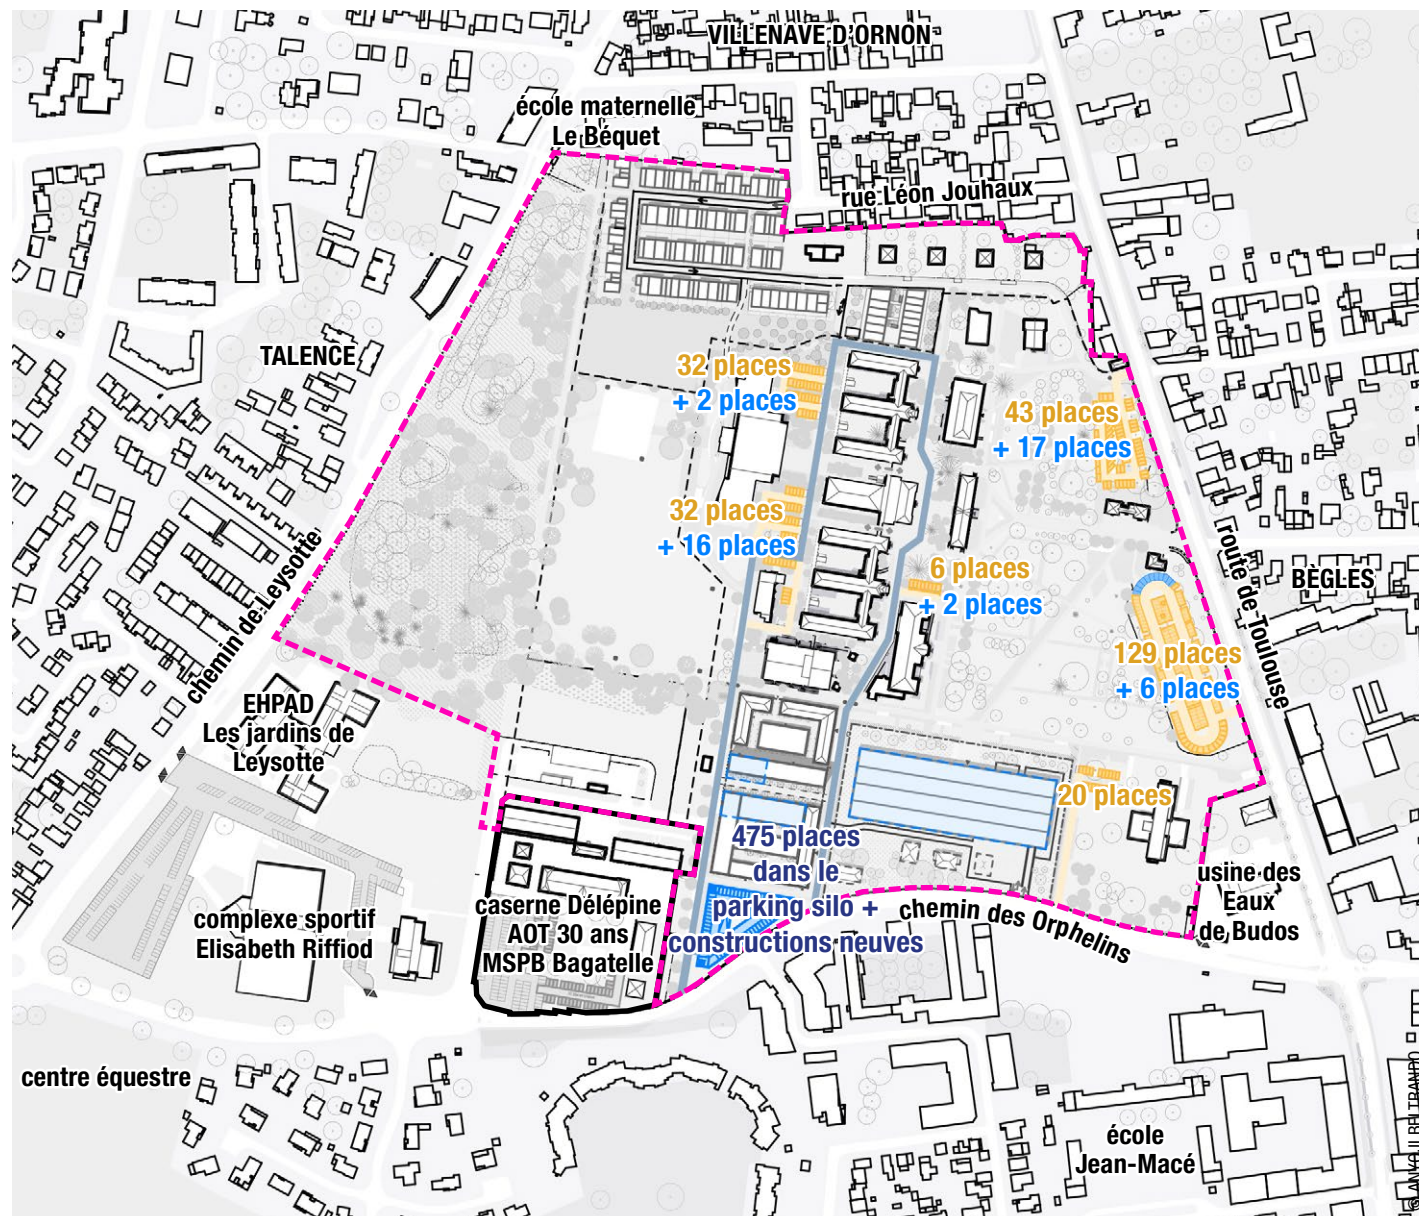 VILLENAVE D'ORNON
école maternelle
Le Béquet
rue Léon Jouhaux
TALENCE
32 places
+ 2 places
43 places
+ 17 places
32 places
+ 16 places
6 places
+ 2 places
chemin de Leysotte
route de Toulouse
BÈGLES
129 places
+ 6 places
EHPAD
Les jardins de
Leysotte
20 places
475 places
dans le
parking silo +
constructions neuves
caserne Délépine
AOT 30 ans
MSPB Bagatelle
complexe sportif
Elisabeth Riffiod
chemin des Orphelins
usine des
Eaux
de Budos
centre équestre
école
Jean-Macé